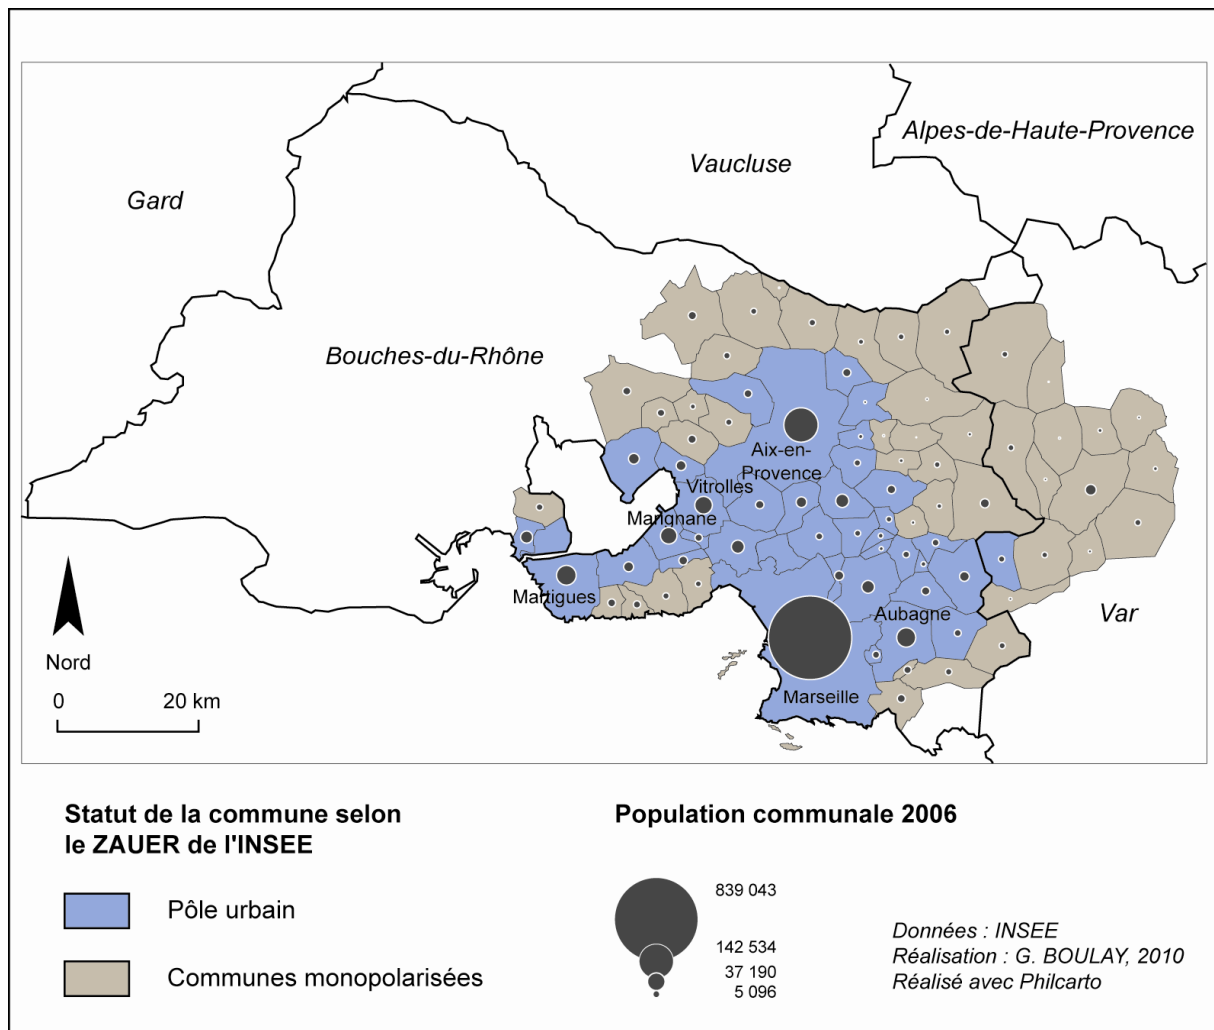 Alpes-de-Haute-Provence
Vaucluse
Gard
Bouches-du-Rhône
Aix-en-
Provence
Vitrolles
Marignane
Martigues
Aubagne
Var
Marseille
Nord
0 20 km
Statut de la commune selon
le ZAUER de l'INSEE
Pôle urbain
Communes monopolarisées
Population communale 2006
839 043
142 534
37 190
5 096
Données : INSEE
Réalisation : G. BOULAY, 2010
Réalisé avec Philcarto